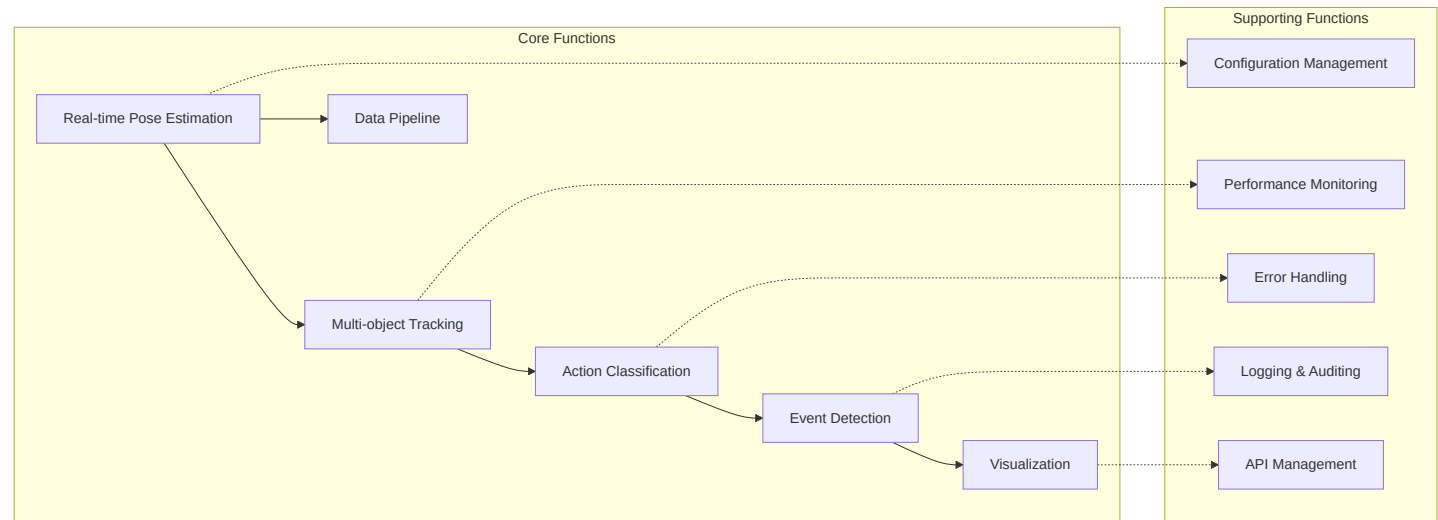 Core Functions
Real-time Pose Estimation
Data Pipeline
Multi-object Tracking
Action Classification
Event Detection
Visualization
Supporting Functions
Configuration Management
Performance Monitoring
Error Handling
Logging & Auditing
API Management